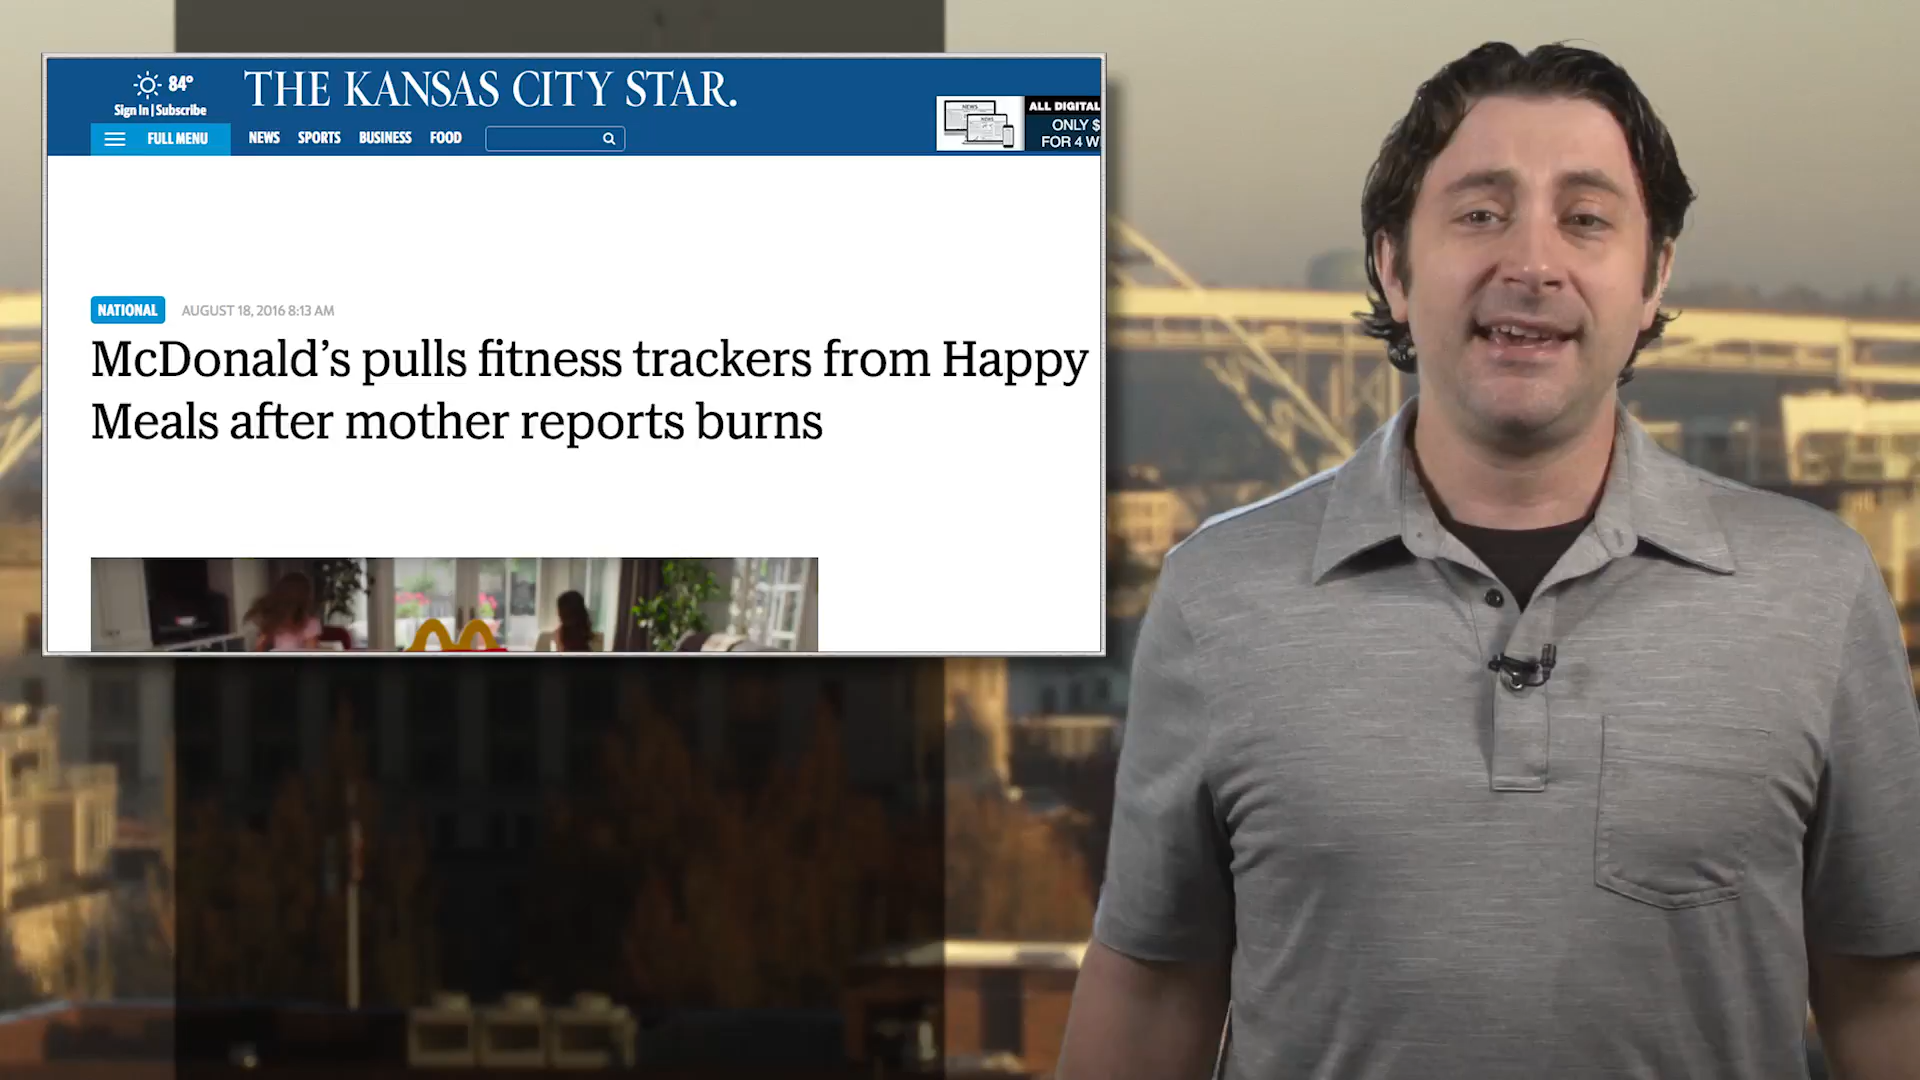 84°
Sign In | Subscribe
THE KANSAS CITY STAR.
FULL MENU
NEWS SPORTS BUSINESS FOOD
ALL DIGITAL
ONLY $
FOR 4 W
NATIONAL AUGUST 18, 2016 8:13 AM
McDonald’s pulls fitness trackers from Happy
Meals after mother reports burns